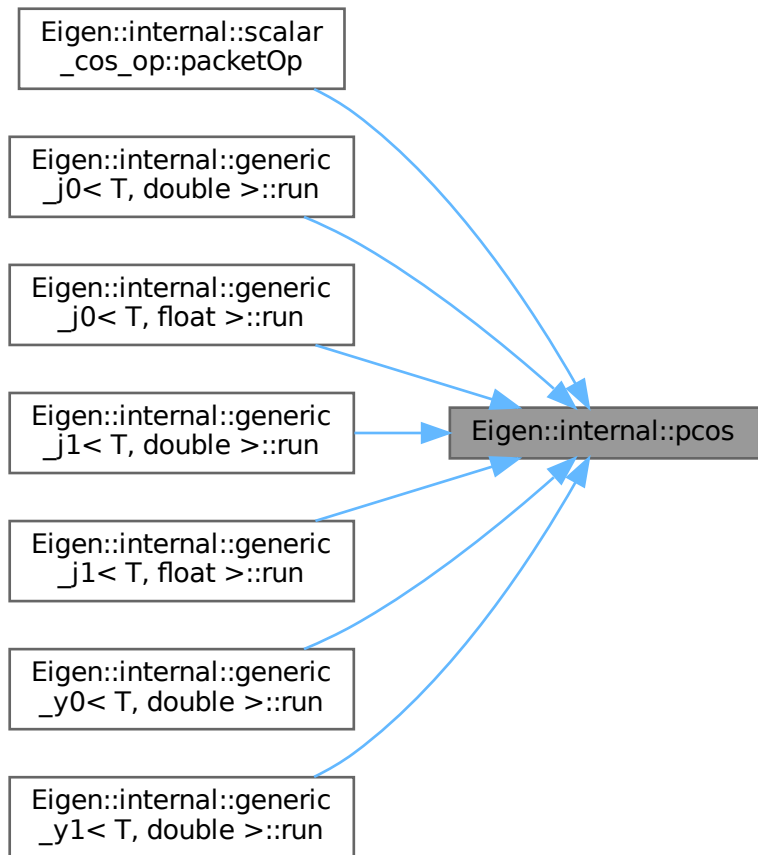 Eigen::internal::scalar
_cos_op::packetOp
Eigen::internal::generic
_j0< T, double >::run
Eigen::internal::generic
_j0< T, float >::run
Eigen::internal::generic
_j1< T, double >::run
Eigen::internal::pcos
Eigen::internal::generic
_j1< T, float >::run
Eigen::internal::generic
_y0< T, double >::run
Eigen::internal::generic
_y1< T, double >::run